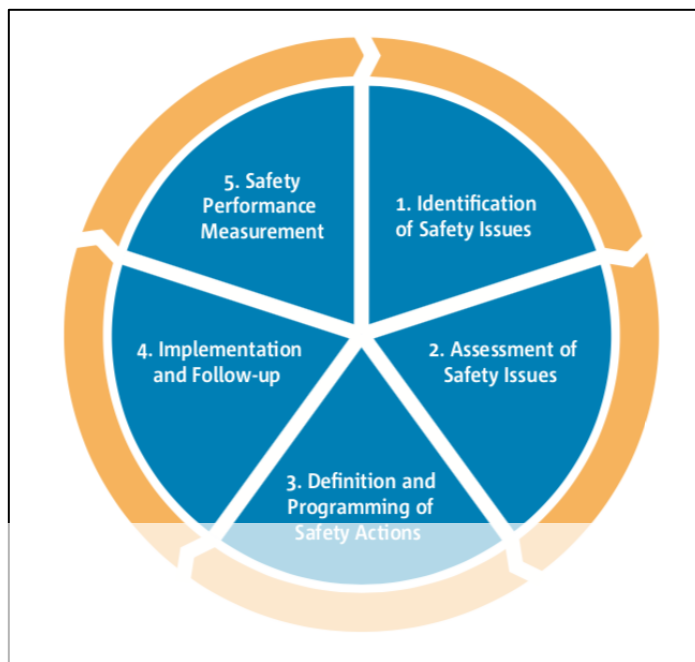 1. Identification
of Safety Issues
2. Assessment of
Safety Issues
3. Definition and
Programming of
Safety Actions
4. Implementation
and Follow-up
5. Safety
Performance
Measurement